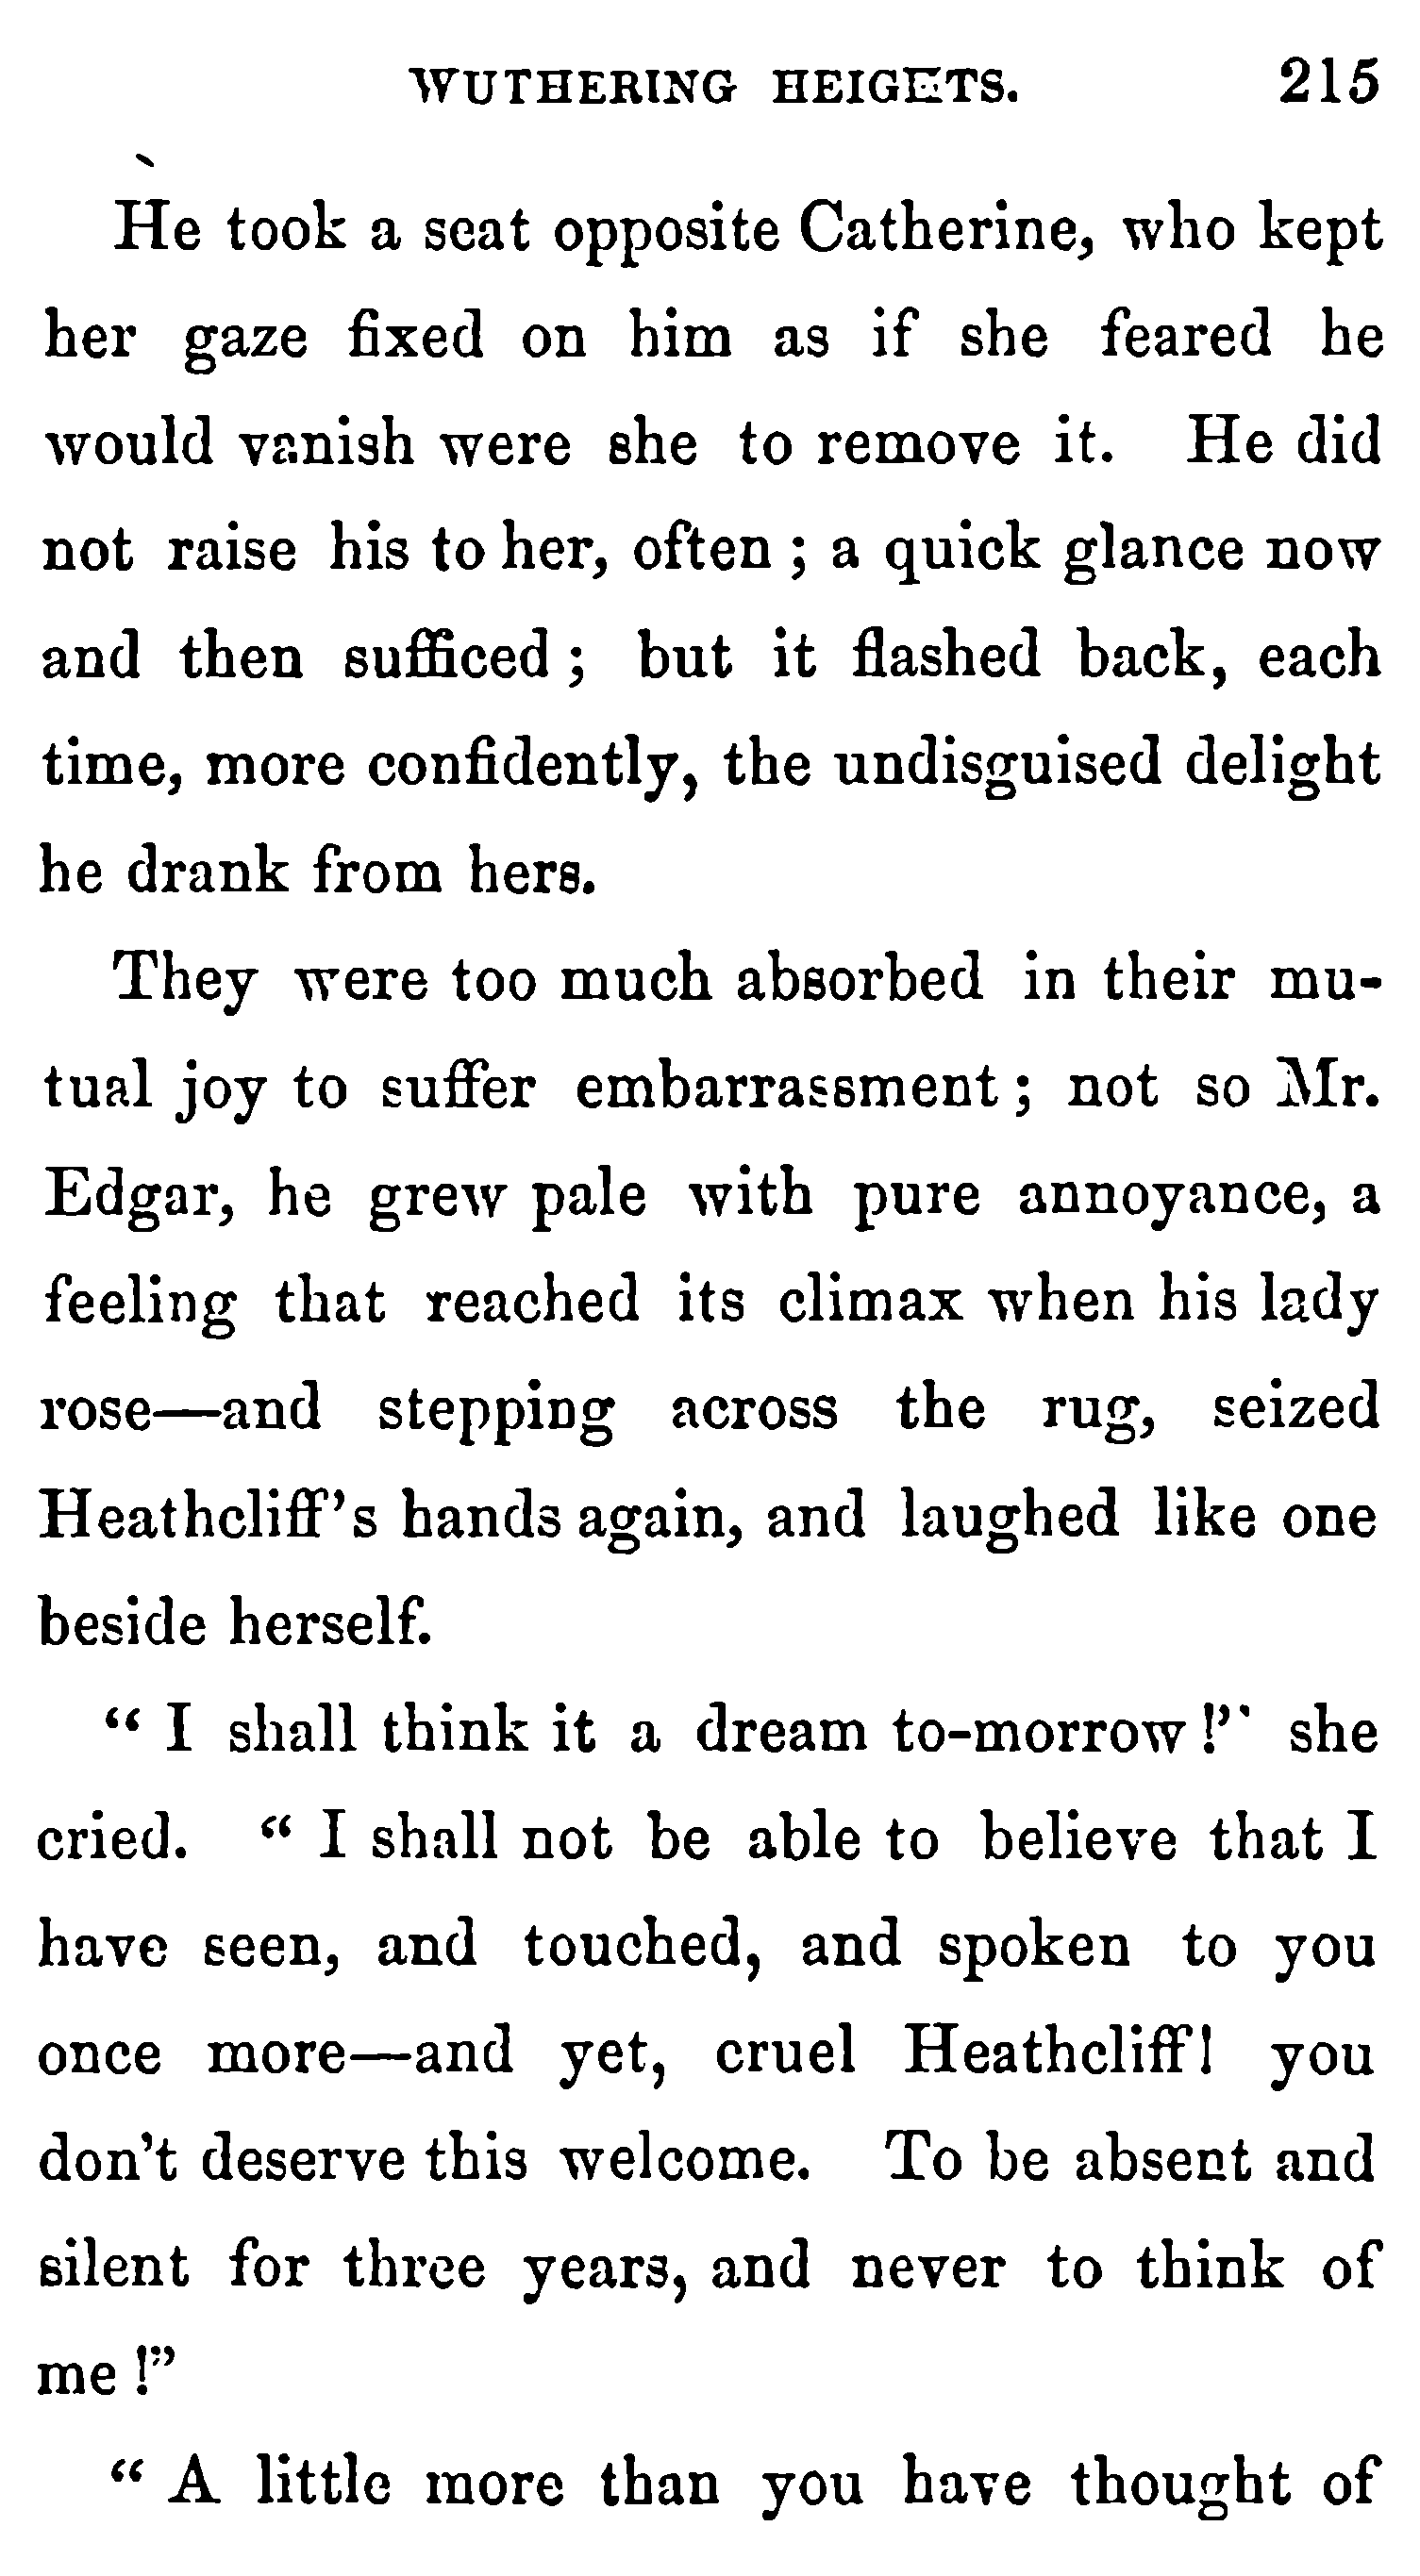 WUTHERING HEIGHTS. 215
He took a seat opposite Catherine, who kept
her gaze fixed on him as if she feared he
would vanish were she to remove it. He did
not raise his to her, often ; a quick glance now
and then sufficed ; but it flashed back, each
time, more confidently, the undisguised delight
he drank from hers.
They were too much absorbed in their mu-
tual joy to suffer embarrassment ; not so Mr.
Edgar, he grew pale with pure annoyance, a
feeling that reached its climax when his lady
rose—and stepping across the rug, seized
Heathcliff's hands again, and laughed like one
beside herself.
“ I shall think it a dream to-morrow !” she
cried. “ I shall not be able to believe that I
have seen, and touched, and spoken to you
once more—and yet, cruel Heathcliff! you
don't deserve this welcome. To be absent and
silent for three years, and never to think of
me !”
“ A little more than you have thought of